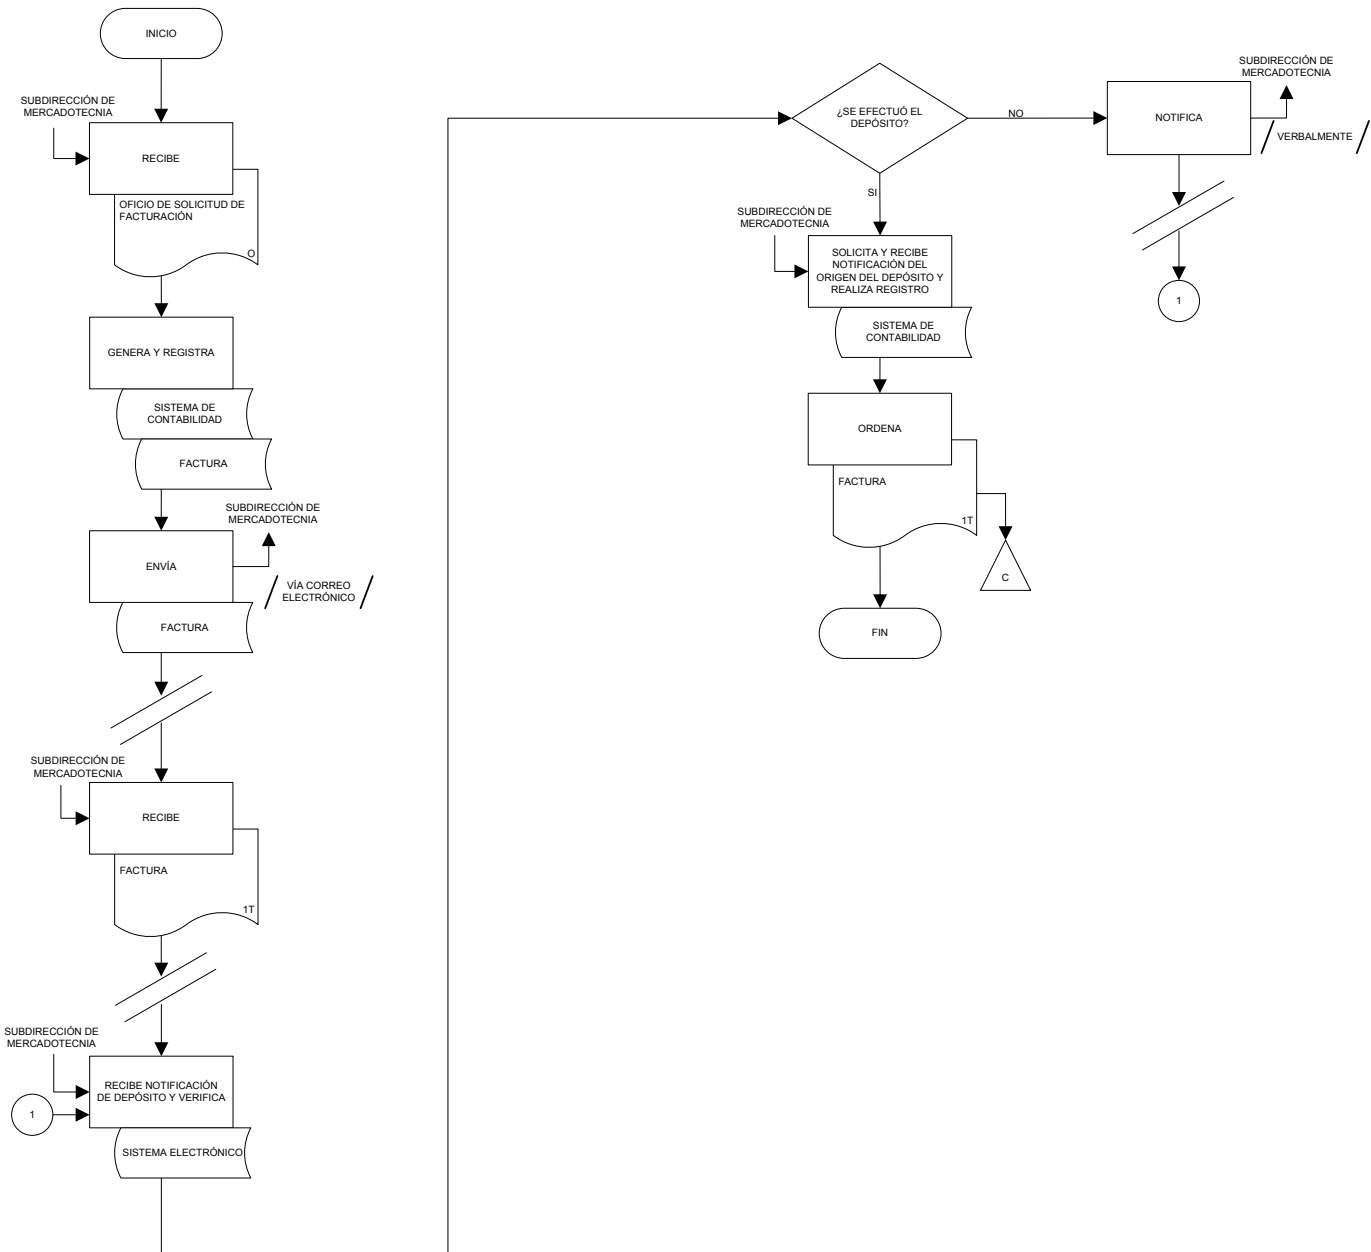 INICIO
SUBDIRECCIÓN DE
MERCADOTECNIA
RECIBE
OFICIO DE SOLICITUD DE
FACTURACIÓN
O
GENERA Y REGISTRA
SISTEMA DE
CONTABILIDAD
FACTURA
SUBDIRECCIÓN DE
MERCADOTECNIA
ENVÍA
VÍA CORREO
ELECTRÓNICO
FACTURA
SUBDIRECCIÓN DE
MERCADOTECNIA
RECIBE
FACTURA
1T
SUBDIRECCIÓN DE
MERCADOTECNIA
RECIBE NOTIFICACIÓN
DE DEPÓSITO Y VERIFICA
1
SISTEMA ELECTRÓNICO
¿SE EFECTUÓ EL
DEPÓSITO?
NO
SI
SUBDIRECCIÓN DE
MERCADOTECNIA
NOTIFICA
VERBALMENTE
1
SUBDIRECCIÓN DE
MERCADOTECNIA
SOLICITA Y RECIBE
NOTIFICACIÓN DEL
ORIGEN DEL DEPÓSITO Y
REALIZA REGISTRO
SISTEMA DE
CONTABILIDAD
ORDENA
FACTURA
1T
C
FIN